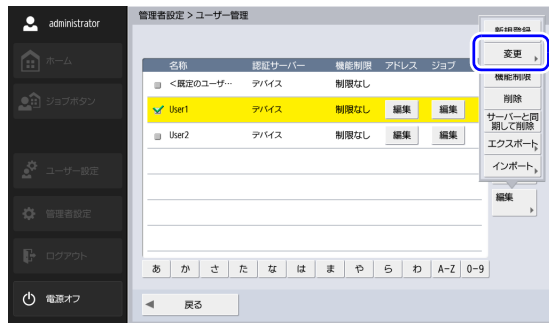 administrator
ホーム
ジョブボタン
ユーザー設定
管理者設定
ログアウト
電源オフ
管理者設定 > ユーザー管理
名称 認証サーバー 機能制限 アドレス ジョブ
<既定のユーザ… デバイス 制限なし
User1 デバイス 制限なし 編集 編集
User2 デバイス 制限なし 編集 編集
あ か さ た な は ま や ら わ A-Z 0-9
戻る
新規登録
変更
機能制限
削除
サーバーと同
期して削除
エクスポート
インポート
編集